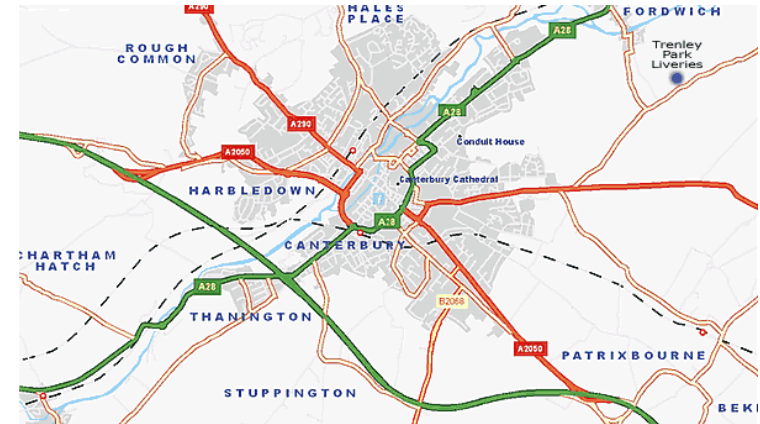 A290
HALES
PLACE
FORDWICH
A28
ROUGH
COMMON
Trenley
Park
Liveries
A28
A290
Conduit House
A2050
Canterbury Cathedral
HARBLEDOWN
A28
CANTERBURY
CHARTHAM
HATCH
A28
B2068
THANINGTON
A2050
PATRIXBOURNE
STUPPINGTON